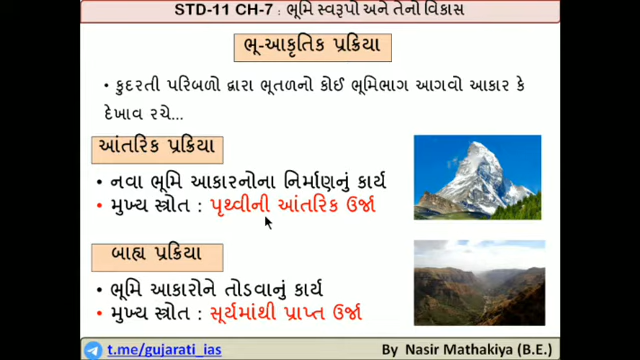 STD-11 CH-7 : ભૂમિ સ્વરૂપો અને તેનો વિકાસ
ભૂ-આકૃતિક પ્રક્રિયા
• કુદરતી પરિબળો દ્વારા ભૂતળનો કોઈ ભૂમિભાગ આગવો આકાર કે
દેખાવ રચે...
આંતરિક પ્રક્રિયા
• નવા ભૂમિ આકારનોના નિર્માણનું કાર્ય
• મુખ્ય સ્ત્રોત : પૃથ્વીની આંતરિક ઉર્જા
બાહ્ય પ્રક્રિયા
• ભૂમિ આકારોને તોડવાનું કાર્ય
• મુખ્ય સ્ત્રોત : સૂર્યમાંથી પ્રાપ્ત ઉર્જા
t.me/gujarati_ias
By Nasir Mathakiya (B.E.)